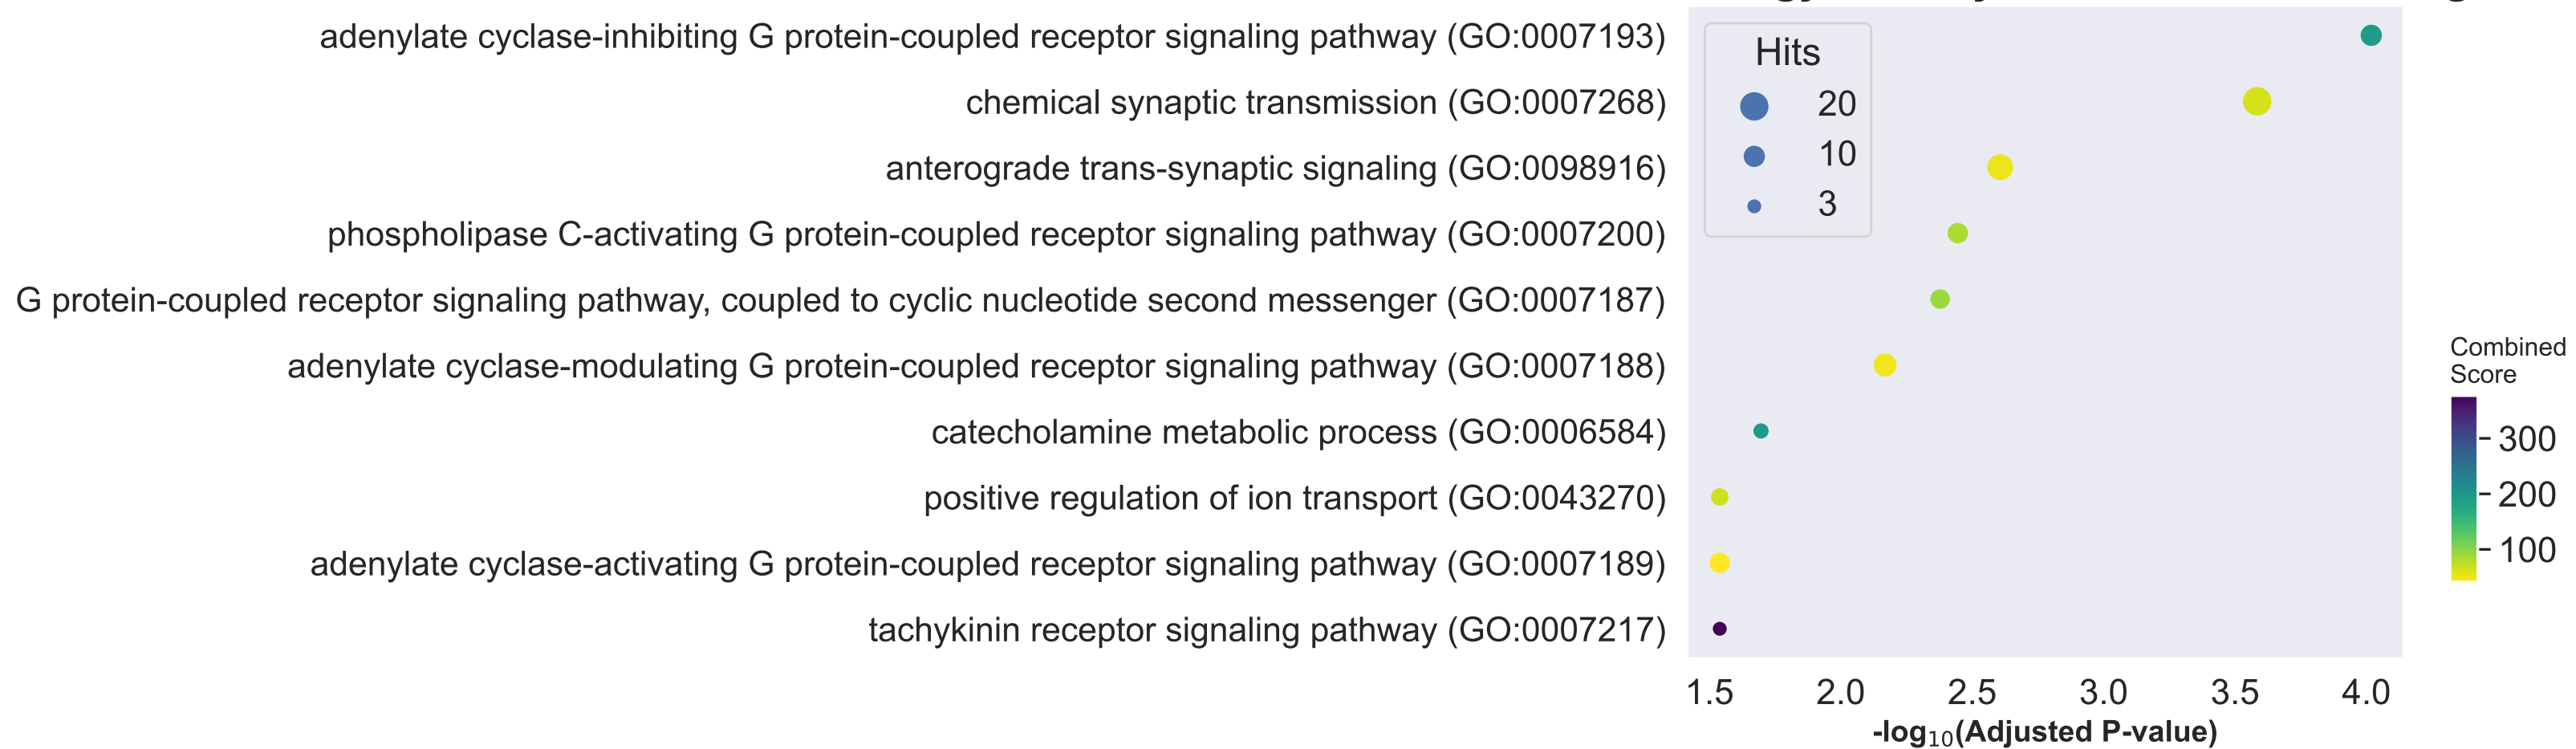 adenylate cyclase-inhibiting G protein-coupled receptor signaling pathway (GO:0007193)
chemical synaptic transmission (GO:0007268)
anterograde trans-synaptic signaling (GO:0098916)
phospholipase C-activating G protein-coupled receptor signaling pathway (GO:0007200)
G protein-coupled receptor signaling pathway, coupled to cyclic nucleotide second messenger (GO:0007187)
adenylate cyclase-modulating G protein-coupled receptor signaling pathway (GO:0007188)
catecholamine metabolic process (GO:0006584)
positive regulation of ion transport (GO:0043270)
adenylate cyclase-activating G protein-coupled receptor signaling pathway (GO:0007189)
tachykinin receptor signaling pathway (GO:0007217)
Hits
20
10
3
Combined
Score
300
200
100
1.5 2.0 2.5 3.0 3.5 4.0
-log₁₀(Adjusted P-value)